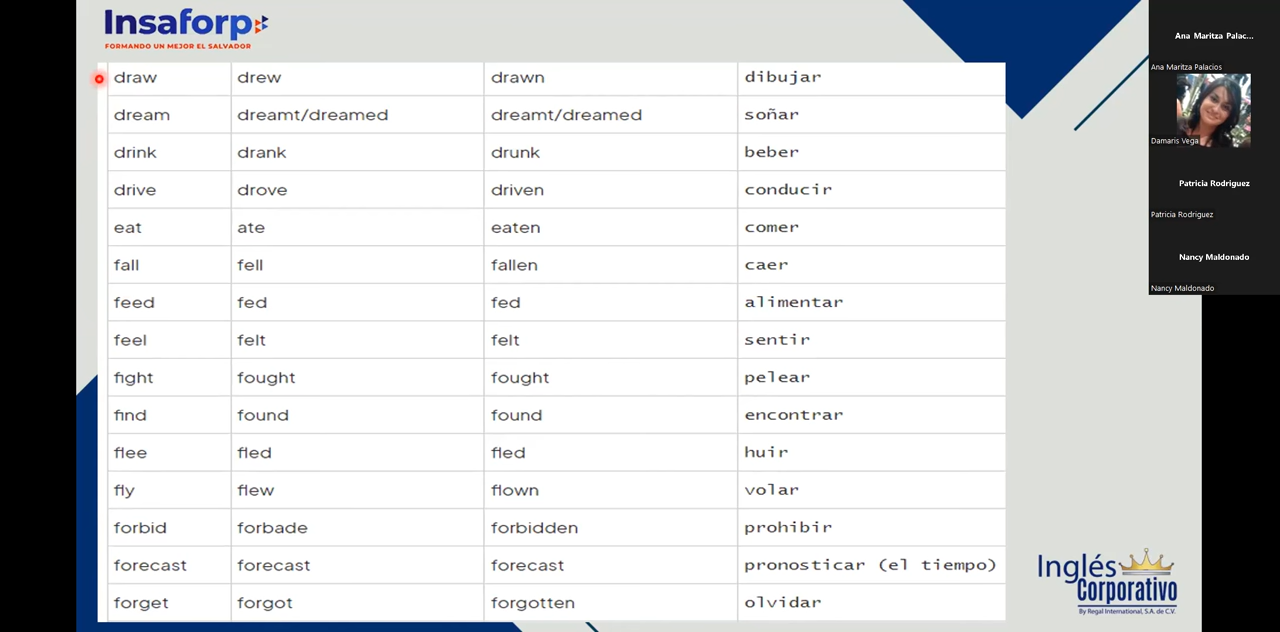 Insaforp
FORMANDO UN MEJOR EL SALVADOR
draw drew drawn dibujar
dream dreamt/dreamed dreamt/dreamed soñar
drink drank drunk beber
drive drove driven conducir
eat ate eaten comer
fall fell fallen caer
feed fed fed alimentar
feel felt felt sentir
fight fought fought pelear
find found found encontrar
flee fled fled huir
fly flew flown volar
forbid forbade forbidden prohibir
forecast forecast forecast pronosticar (el tiempo)
forget forgot forgotten olvidar
Ana Maritza Palac...
Ana Maritza Palacios
Damaris Vega
Patricia Rodriguez
Patricia Rodriguez
Nancy Maldonado
Nancy Maldonado
Inglés
Corporativo
By Regal International, S.A. de C.V.